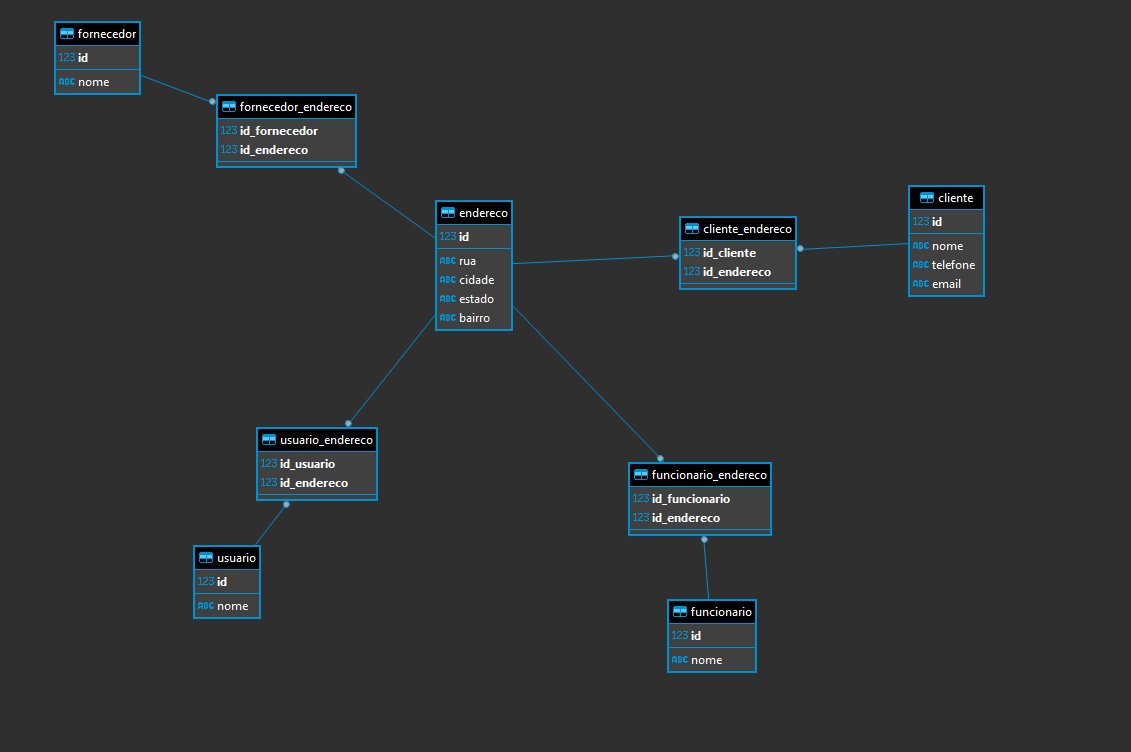 fornecedor
123 id
ABC nome
fornecedor_endereco
123 id_fornecedor
123 id_endereco
endereco
123 id
ABC rua
ABC cidade
ABC estado
ABC bairro
cliente_endereco
123 id_cliente
123 id_endereco
cliente
123 id
ABC nome
ABC telefone
ABC email
usuario_endereco
123 id_usuario
123 id_endereco
usuario
123 id
ABC nome
funcionario_endereco
123 id_funcionario
123 id_endereco
funcionario
123 id
ABC nome